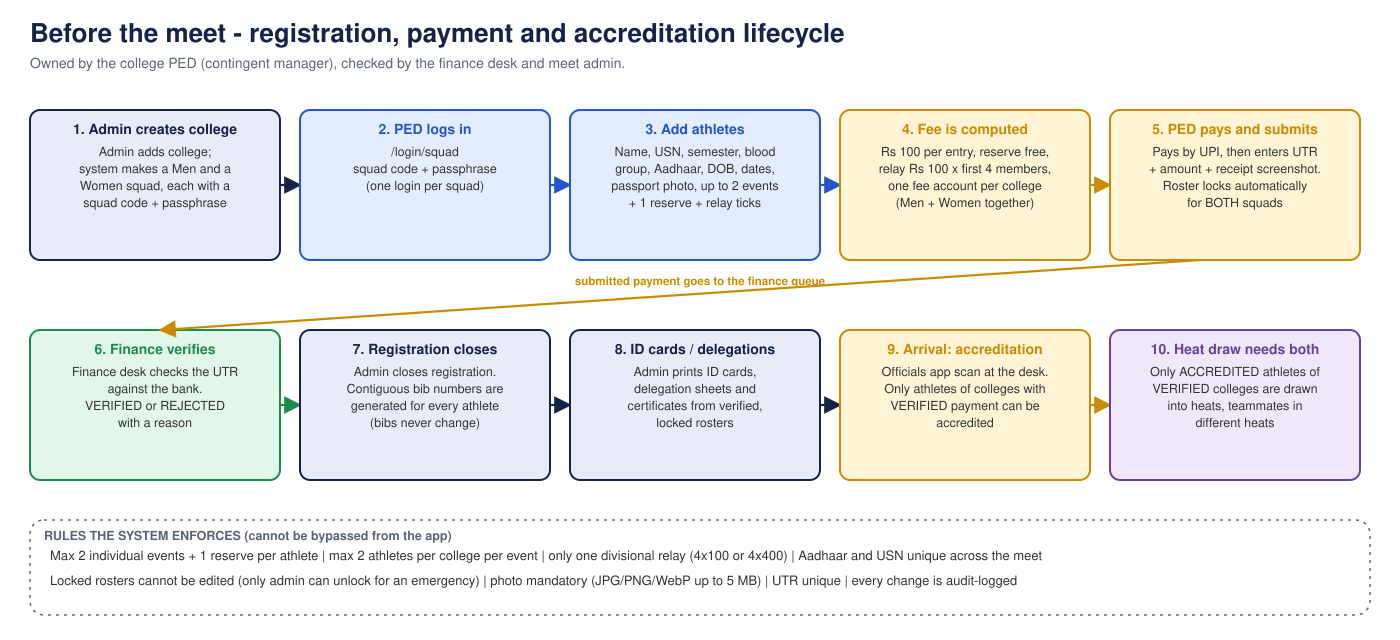 Before the meet - registration, payment and accreditation lifecycle
Owned by the college PED (contingent manager), checked by the finance desk and meet admin.
1. Admin creates college
Admin adds college;
system makes a Men and a
Women squad, each with a
squad code + passphrase
2. PED logs in
/login/squad
squad code + passphrase
(one login per squad)
3. Add athletes
Name, USN, semester, blood
group, Aadhaar, DOB, dates,
passport photo, up to 2 events
+ 1 reserve + relay ticks
4. Fee is computed
Rs 100 per entry, reserve free,
relay Rs 100 x first 4 members,
one fee account per college
(Men + Women together)
5. PED pays and submits
Pays by UPI, then enters UTR
+ amount + receipt screenshot.
Roster locks automatically
for BOTH squads
submitted payment goes to the finance queue
6. Finance verifies
Finance desk checks the UTR
against the bank.
VERIFIED or REJECTED
with a reason
7. Registration closes
Admin closes registration.
Contiguous bib numbers are
generated for every athlete
(bibs never change)
8. ID cards / delegations
Admin prints ID cards,
delegation sheets and
certificates from verified,
locked rosters
9. Arrival: accreditation
Officials app scan at the desk.
Only athletes of colleges with
VERIFIED payment can be
accredited
10. Heat draw needs both
Only ACCREDITED athletes of
VERIFIED colleges are drawn
into heats, teammates in
different heats
RULES THE SYSTEM ENFORCES (cannot be bypassed from the app)
Max 2 individual events + 1 reserve per athlete | max 2 athletes per college per event | only one divisional relay (4x100 or 4x400) | Aadhaar and USN unique across the meet
Locked rosters cannot be edited (only admin can unlock for an emergency) | photo mandatory (JPG/PNG/WebP up to 5 MB) | UTR unique | every change is audit-logged